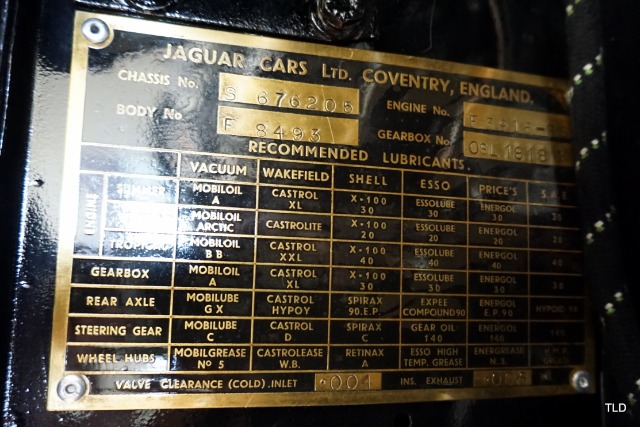 JAGUAR CARS LTD. COVENTRY, ENGLAND.
CHASSIS No. S 676205 ENGINE No.
BODY No F 8493 GEARBOX No.
RECOMMENDED LUBRICANTS.
VACUUM WAKEFIELD SHELL ESSO PRICE'S S.A.E.
ENGINE SUMMER MOBILOIL A CASTROL XL X-100 30 ESSOLUBE 30 ENERGOL 30 30
MOBILOIL ARCTIC CASTROLITE X-100 20 ESSOLUBE 20 ENERGOL 20 20
TROPICAL MOBILOIL BB CASTROL XXL X-100 40 ESSOLUBE 40 ENERGOL 40 40
GEARBOX MOBILOIL A CASTROL XL X-100 30 ESSOLUBE 30 ENERGOL 30 30
REAR AXLE MOBILUBE GX CASTROL HYPOY SPIRAX 90.E.P. EXPEE COMPOUND 90 ENERGOL E.P.90 HYPOID
STEERING GEAR MOBILUBE C CASTROL D SPIRAX C GEAR OIL 140 ENERGOL 140
WHEEL HUBS MOBILGREASE No 5 CASTROLEASE W.B. RETINAX A ESSO HIGH TEMP. GREASE ENERGREASE
VALVE CLEARANCE (COLD). INLET ·004 INS. EXHAUST
TLD